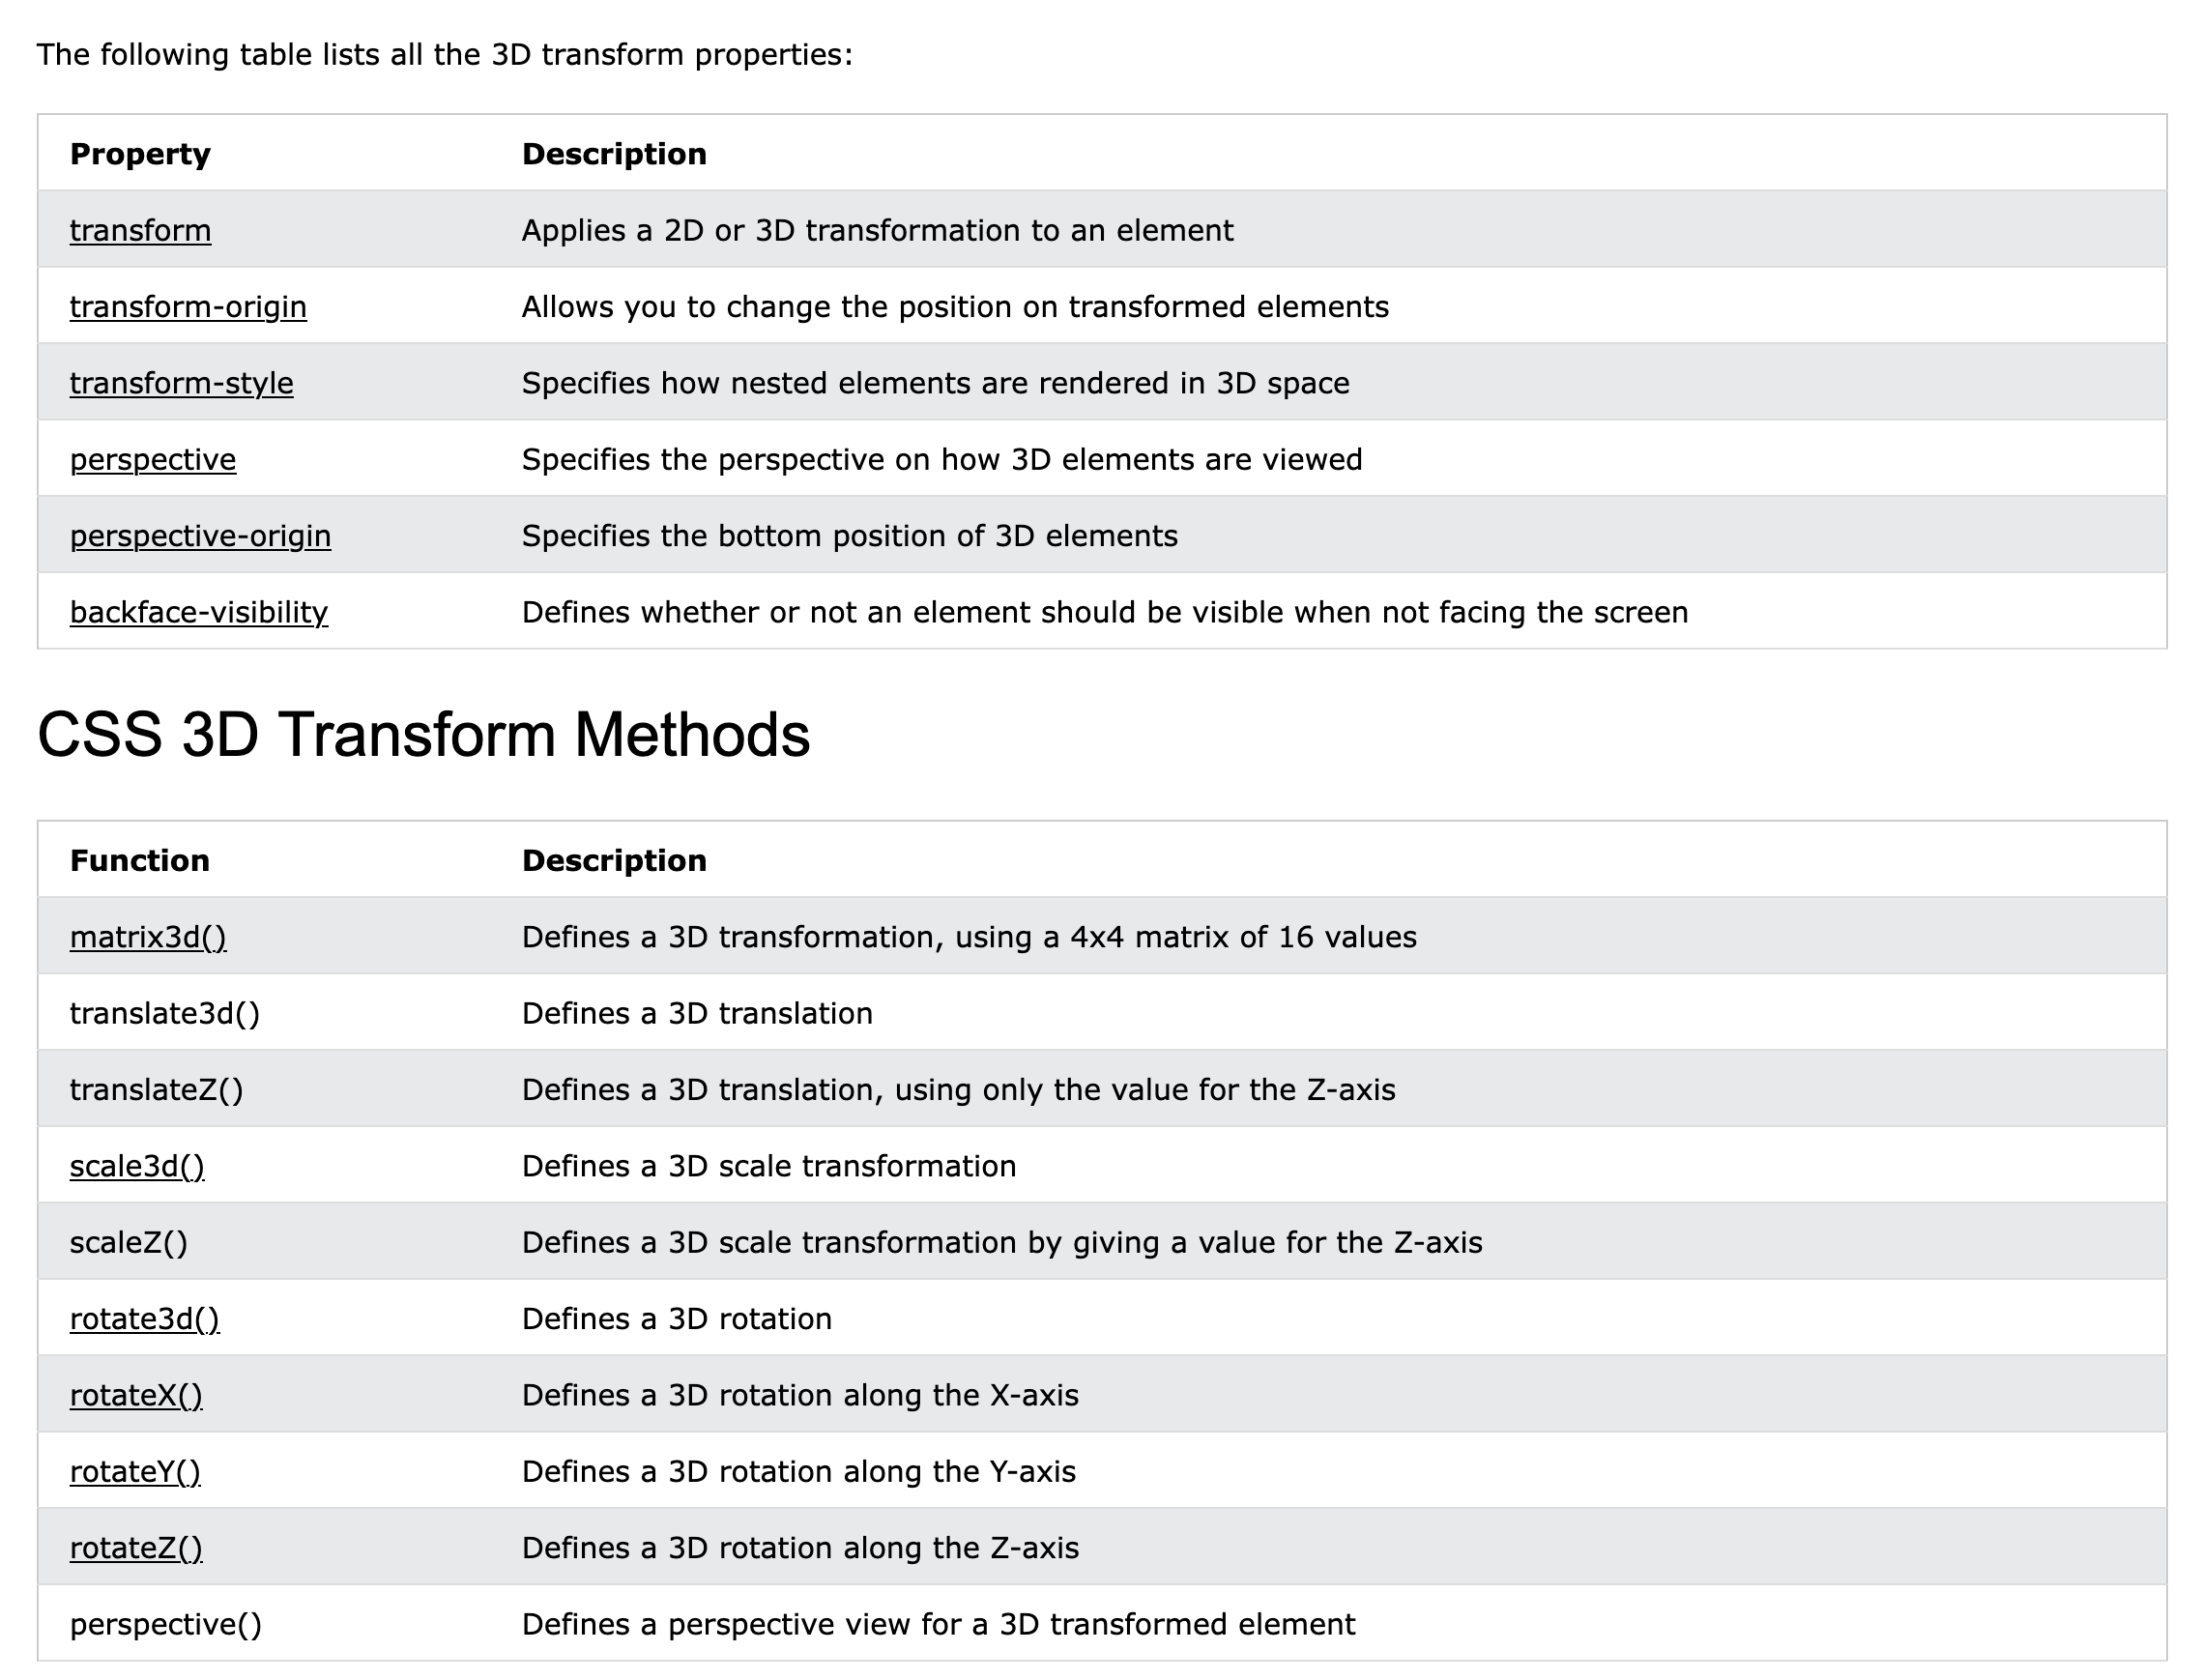 The following table lists all the 3D transform properties:
Property Description
transform Applies a 2D or 3D transformation to an element
transform-origin Allows you to change the position on transformed elements
transform-style Specifies how nested elements are rendered in 3D space
perspective Specifies the perspective on how 3D elements are viewed
perspective-origin Specifies the bottom position of 3D elements
backface-visibility Defines whether or not an element should be visible when not facing the screen
CSS 3D Transform Methods
Function Description
matrix3d() Defines a 3D transformation, using a 4x4 matrix of 16 values
translate3d() Defines a 3D translation
translateZ() Defines a 3D translation, using only the value for the Z-axis
scale3d() Defines a 3D scale transformation
scaleZ() Defines a 3D scale transformation by giving a value for the Z-axis
rotate3d() Defines a 3D rotation
rotateX() Defines a 3D rotation along the X-axis
rotateY() Defines a 3D rotation along the Y-axis
rotateZ() Defines a 3D rotation along the Z-axis
perspective() Defines a perspective view for a 3D transformed element